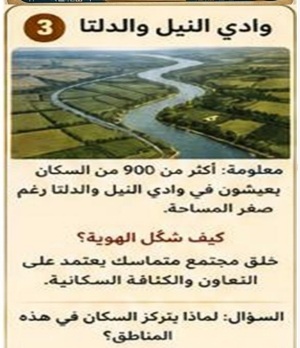 3 وادي النيل والدلتا
معلومة: أكثر من 900 من السكان
يعيشون في وادي النيل والدلتا رغم
صغر المساحة.
كيف شكَّل الهوية؟
خلق مجتمع متماسك يعتمد على
التعاون والكثافة السكانية.
السؤال: لماذا يتركز السكان في هذه
المناطق؟